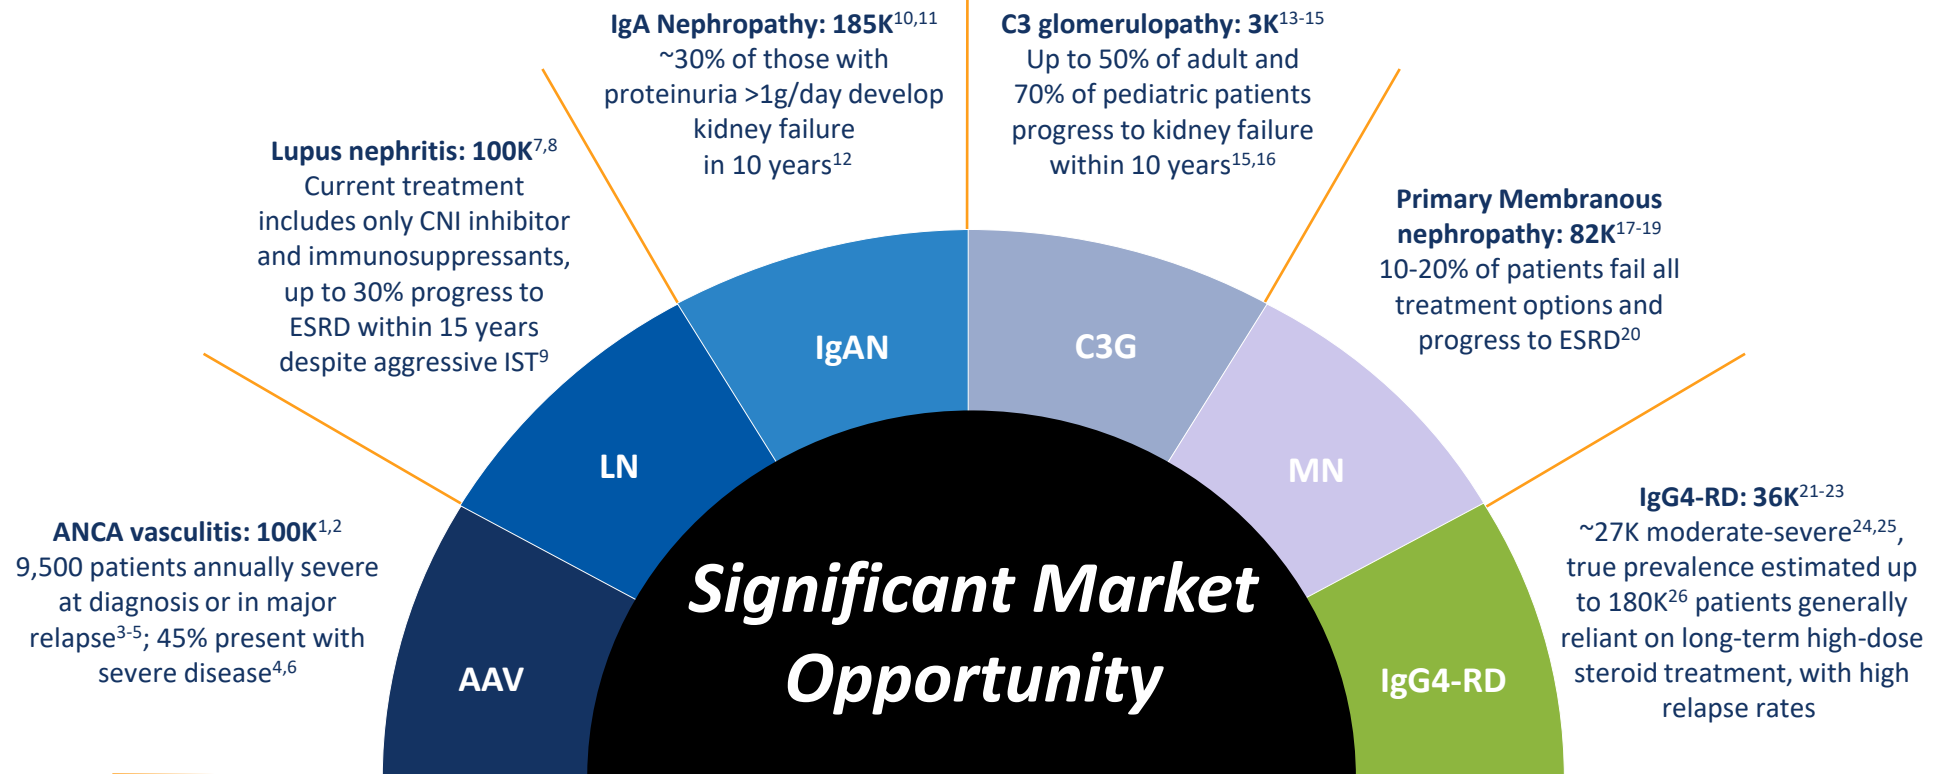 ANCA vasculitis: 100K1,2
9,500 patients annually severe
at diagnosis or in major
relapse3-5; 45% present with
severe disease4,6
Lupus nephritis: 100K7,8
Current treatment
includes only CNI inhibitor
and immunosuppressants,
up to 30% progress to
ESRD within 15 years
despite aggressive IST9
IgA Nephropathy: 185K10,11
~30% of those with
proteinuria >1g/day develop
kidney failure
in 10 years12
C3 glomerulopathy: 3K13-15
Up to 50% of adult and
70% of pediatric patients
progress to kidney failure
within 10 years15,16
Primary Membranous
nephropathy: 82K17-19
10-20% of patients fail all
treatment options and
progress to ESRD20
IgG4-RD: 36K21-23
~27K moderate-severe24,25,
true prevalence estimated up
to 180K26 patients generally
reliant on long-term high-dose
steroid treatment, with high
relapse rates
AAV
LN
IgAN
C3G
MN
IgG4-RD
Significant Market
Opportunity